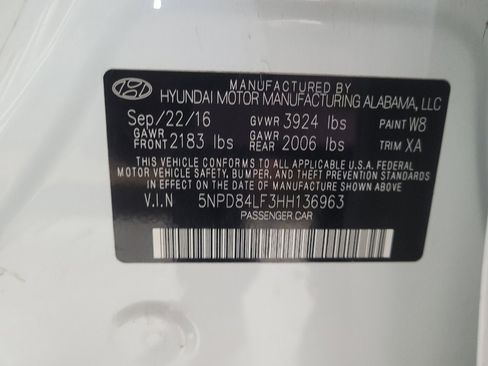 MANUFACTURED BY
HYUNDAI MOTOR MANUFACTURING ALABAMA, LLC
Sep/22/16 GVWR 3924 lbs PAINT W8
GAWR FRONT 2183 lbs GAWR REAR 2006 lbs TRIM XA
THIS VEHICLE CONFORMS TO ALL APPLICABLE U.S.A. FEDERAL
MOTOR VEHICLE SAFETY, BUMPER, AND THEFT PREVENTION STANDARDS
IN EFFECT ON THE DATE OF MANUFACTURE SHOWN ABOVE.
V.I.N 5NPD84LF3HH136963
PASSENGER CAR